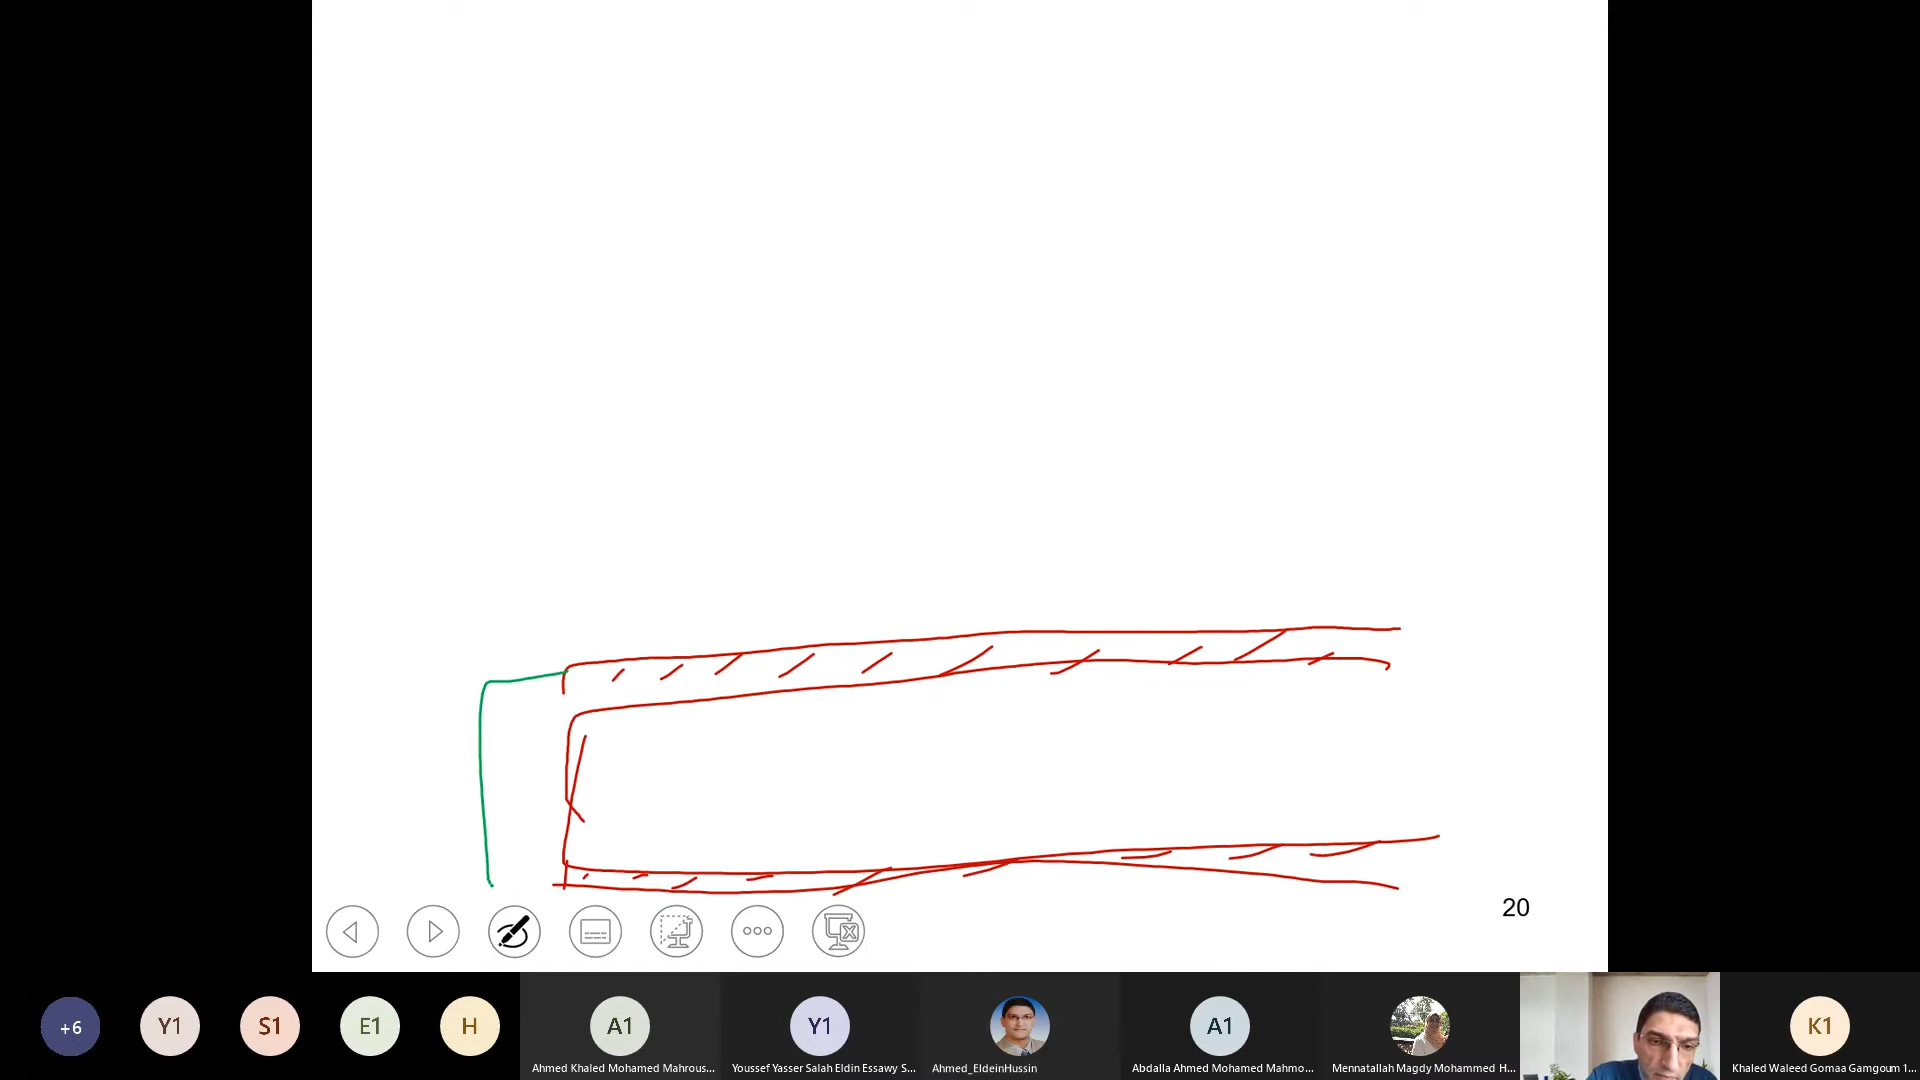 20
+6
Y1
S1
E1
H
A1
Y1
A1
K1
Ahmed Khaled Mohamed Mahrous...
Youssef Yasser Salah Eldin Essawy S...
Ahmed_EldeinHussin
Abdalla Ahmed Mohamed Mahmo...
Mennatallah Magdy Mohammed H...
Khaled Waleed Gomaa Gamgoum 1...